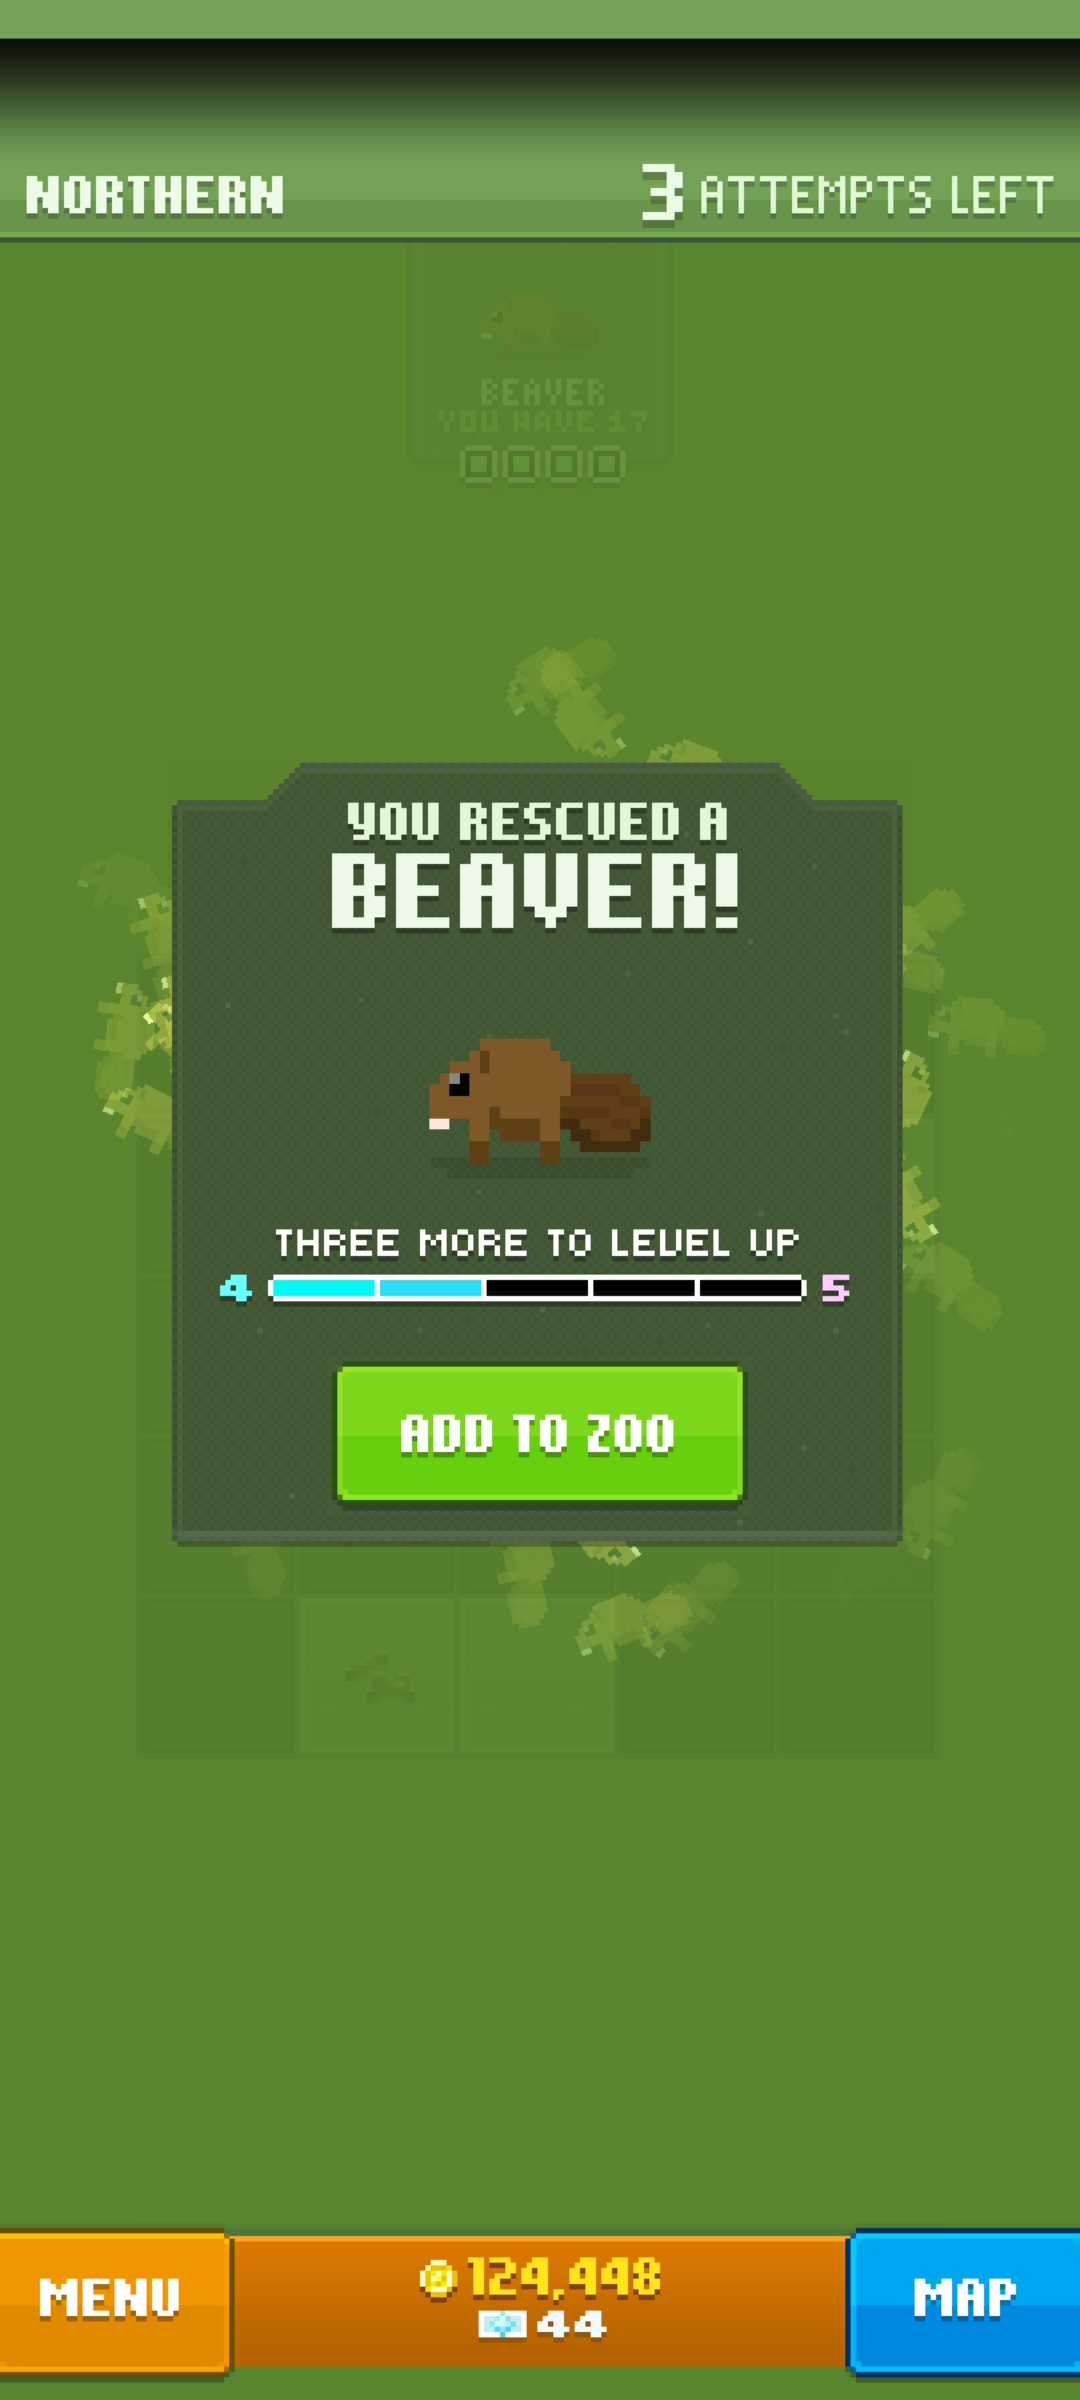 NORTHERN
3 ATTEMPTS LEFT
BEAVER
YOU HAVE 17
YOU RESCUED A
BEAVER!
THREE MORE TO LEVEL UP
4 5
ADD TO ZOO
MENU
124,448
44
MAP